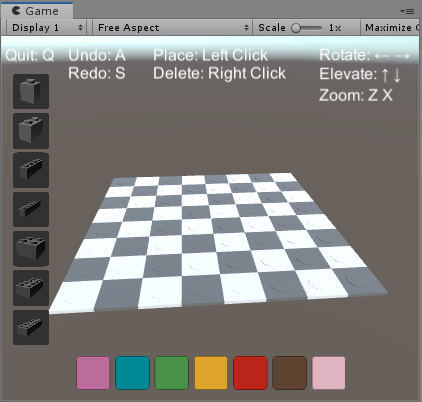 Game
Display 1 Free Aspect Scale 1x Maximize
Quit: Q Undo: A Place: Left Click Rotate: ← →
Redo: S Delete: Right Click Elevate: ↑ ↓
Zoom: Z X